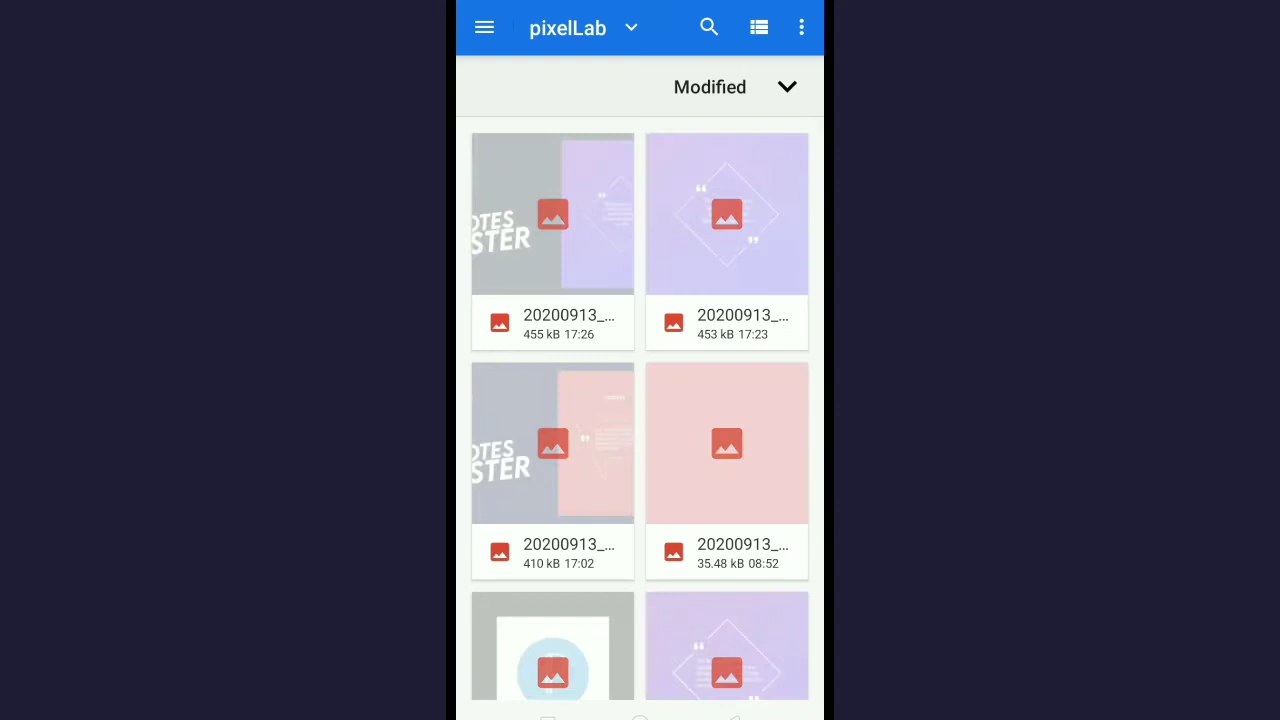 pixelLab
Modified
OTES
STER
20200913_...
455 kB 17:26
20200913_...
453 kB 17:23
OTES
STER
20200913_...
410 kB 17:02
20200913_...
35.48 kB 08:52